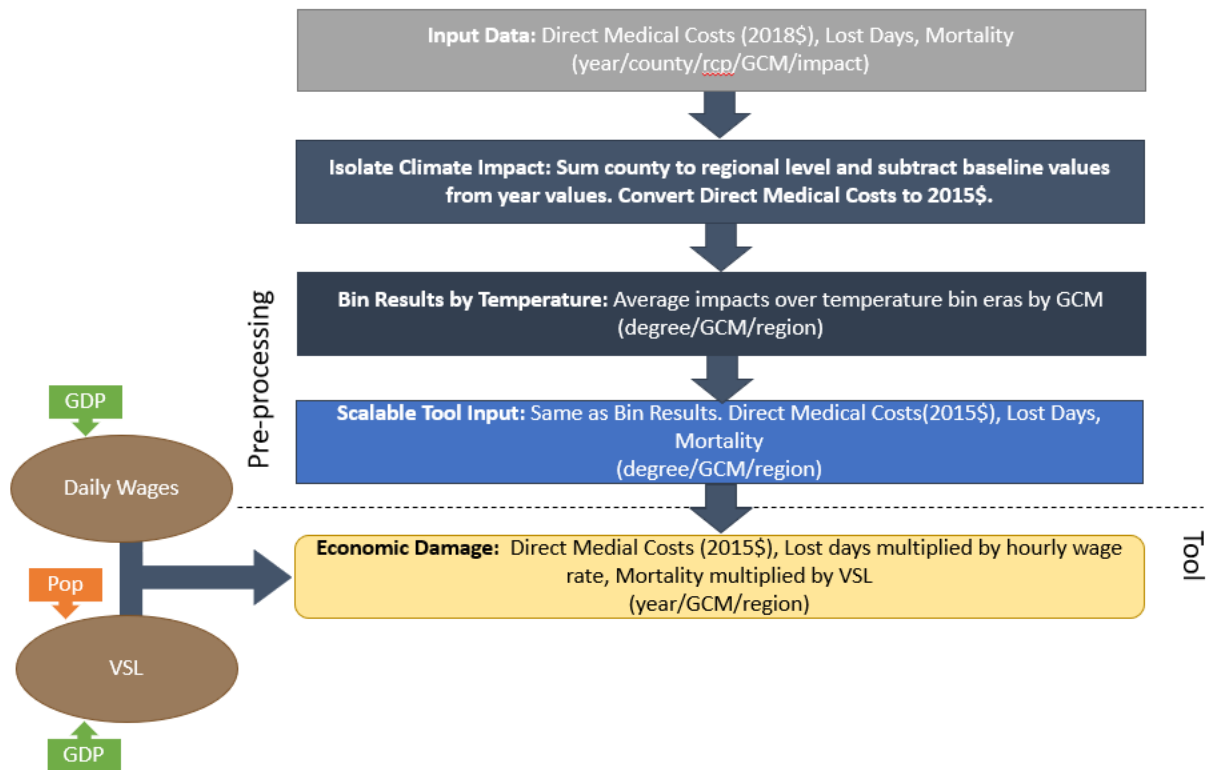 Input Data: Direct Medical Costs (2018$), Lost Days, Mortality
(year/county/rcp/GCM/impact)
Isolate Climate Impact: Sum county to regional level and subtract baseline values
from year values. Convert Direct Medical Costs to 2015$.
Bin Results by Temperature: Average impacts over temperature bin eras by GCM
(degree/GCM/region)
Pre-processing
Scalable Tool Input: Same as Bin Results. Direct Medical Costs(2015$), Lost Days,
Mortality
(degree/GCM/region)
GDP
Daily Wages
Economic Damage: Direct Medial Costs (2015$), Lost days multiplied by hourly wage
rate, Mortality multiplied by VSL
(year/GCM/region)
Tool
Pop
VSL
GDP